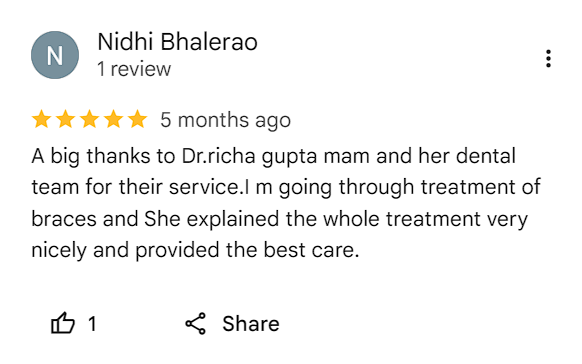 N
Nidhi Bhalerao
1 review
5 months ago
A big thanks to Dr.richa gupta mam and her dental
team for their service.I m going through treatment of
braces and She explained the whole treatment very
nicely and provided the best care.
1
Share